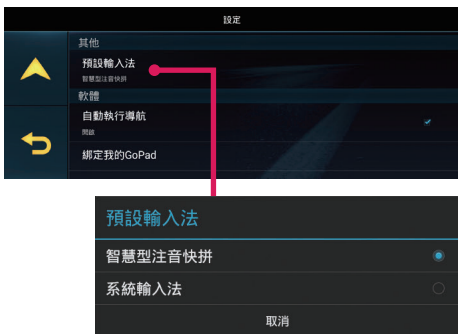 設定
其他
預設輸入法
智慧型注音快拼
軟體
自動執行導航
開啟
綁定我的GoPad
預設輸入法
智慧型注音快拼
系統輸入法
取消